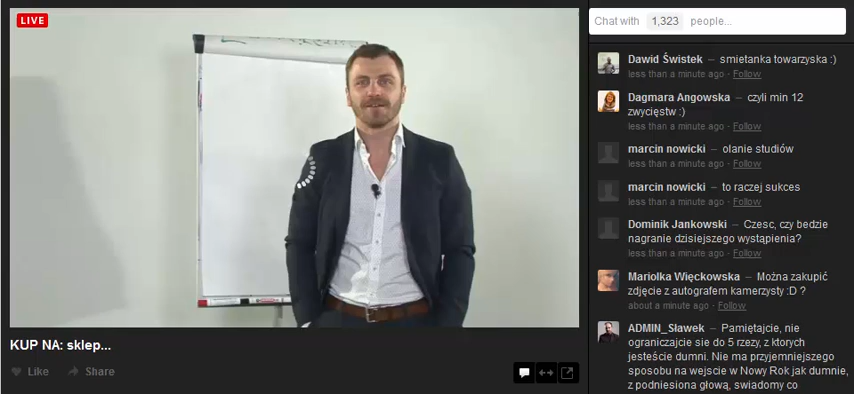 LIVE
KUP NA: sklep...
Like
Share
Chat with 1,323 people...
Dawid Świstek – smietanka towarzyska :)
less than a minute ago · Follow
Dagmara Angowska – czyli min 12
zwycięstw :)
less than a minute ago · Follow
marcin nowicki – olanie studiów
less than a minute ago · Follow
marcin nowicki – to raczej sukces
less than a minute ago · Follow
Dominik Jankowski – Czesc, czy bedzie
nagranie dzisiejszego wystąpienia?
less than a minute ago · Follow
Mariolka Więckowska – Można zakupić
zdjęcie z autografem kamerzysty :D ?
about a minute ago · Follow
ADMIN_Sławek – Pamiętajcie, nie
ograniczajcie sie do 5 rzezy, z ktorych
jesteście dumni. Nie ma przyjemniejszego
sposobu na wejscie w Nowy Rok jak dumnie,
z podniesiona głową, swiadomy co